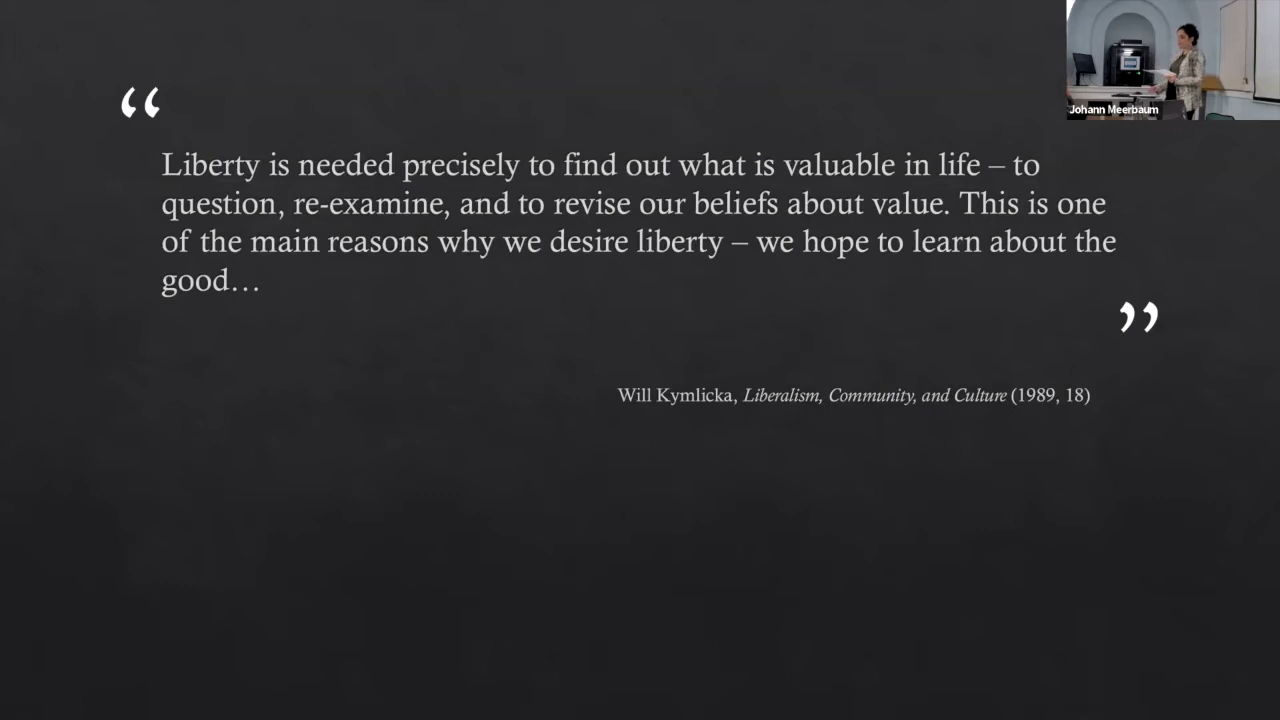 “
Liberty is needed precisely to find out what is valuable in life – to
question, re-examine, and to revise our beliefs about value. This is one
of the main reasons why we desire liberty – we hope to learn about the
good…
”
Will Kymlicka, Liberalism, Community, and Culture (1989, 18)
Johann Meerbaum